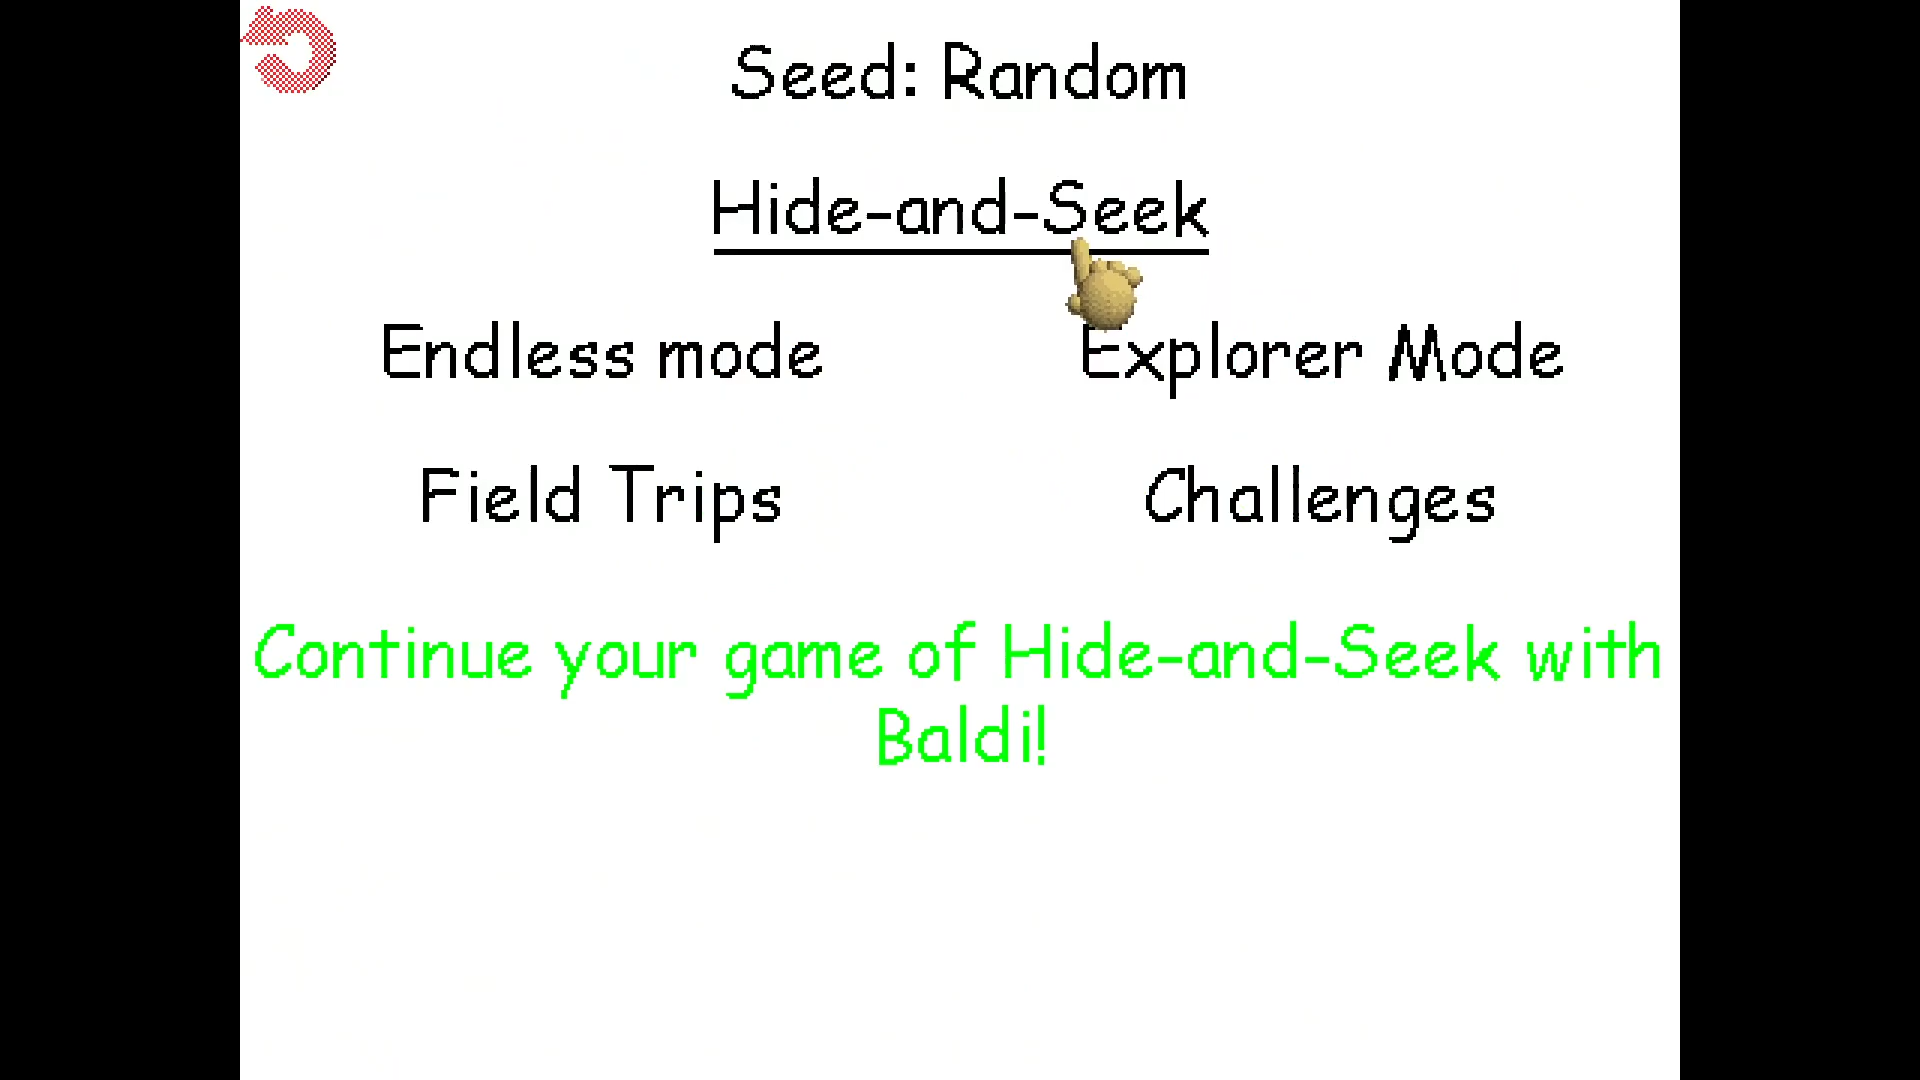 Seed: Random
Hide-and-Seek
Endless mode
Explorer Mode
Field Trips
Challenges
Continue your game of Hide-and-Seek with
Baldi!